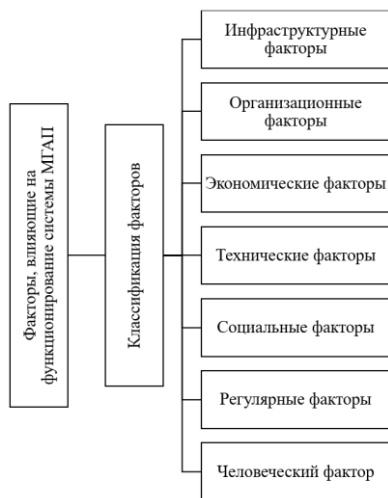 Факторы, влияющие на
функционирование системы МГАП
Классификация факторов
Инфраструктурные
факторы
Организационные
факторы
Экономические факторы
Технические факторы
Социальные факторы
Регулярные факторы
Человеческий фактор